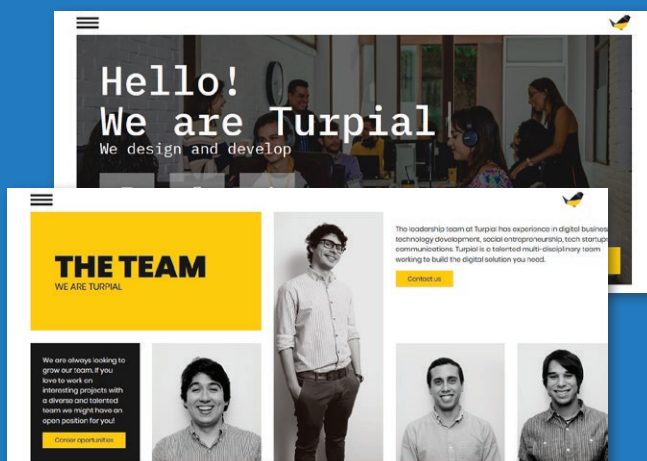 Hello!
We are Turpial
We design and develop
THE TEAM
WE ARE TURPIAL
The leadership team at Turpial has experience in digital busines
technology development, social entrepreneurship, tech startups
communications. Turpial is a talented multi-disciplinary team
working to build the digital solution you need.
Contact us
We are always looking to
grow our team. If you
love to work on
interesting projects with
a diverse and talented
team we might have an
open position for you!
Career oportunities